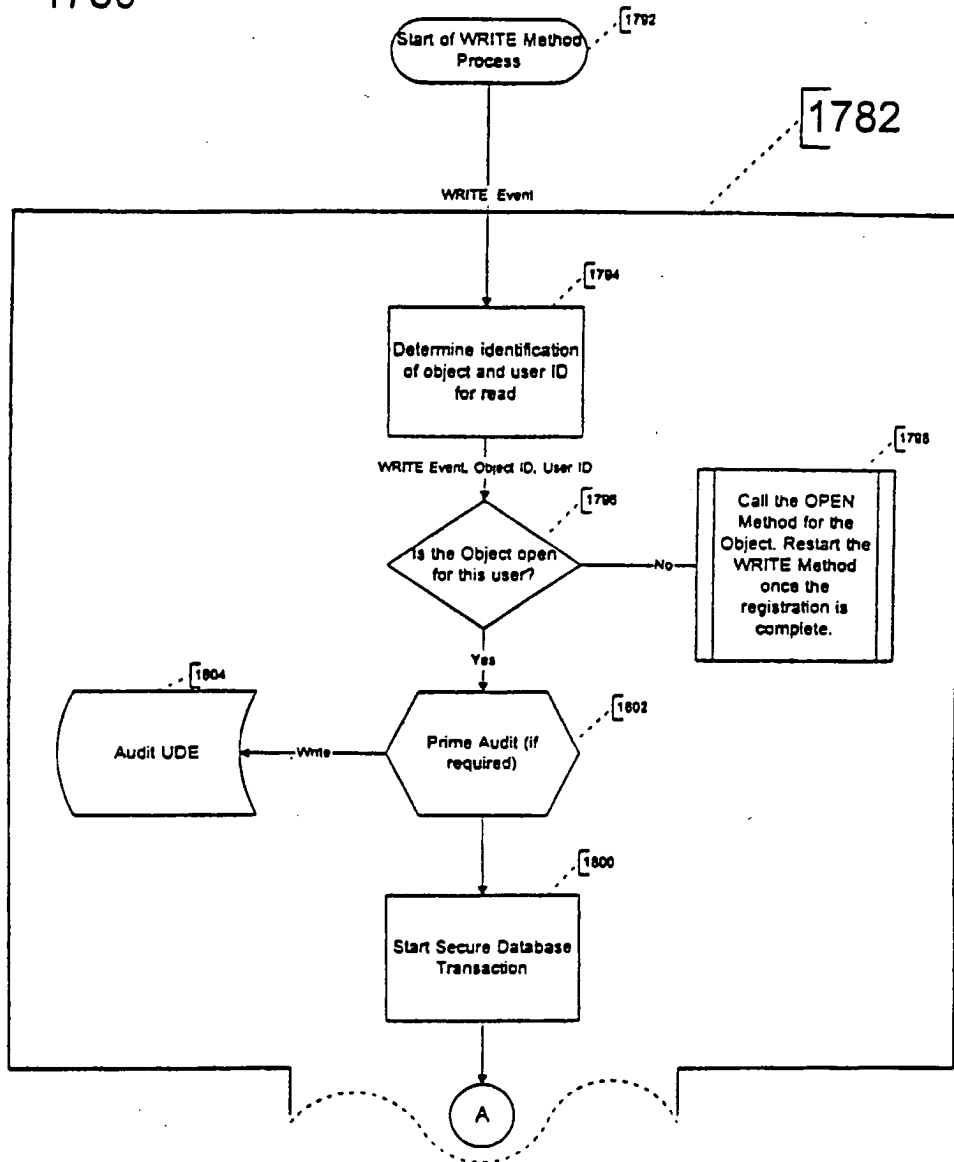 1780
1792
Start of WRITE Method
Process
1782
WRITE Event
1794
Determine identification
of object and user ID
for read
WRITE Event, Object ID, User ID
1796
Is the Object open
for this user?
No
1798
Call the OPEN
Method for the
Object. Restart the
WRITE Method
once the
registration is
complete.
Yes
1804
Audit UDE
Write
1802
Prime Audit (if
required)
1800
Start Secure Database
Transaction
A